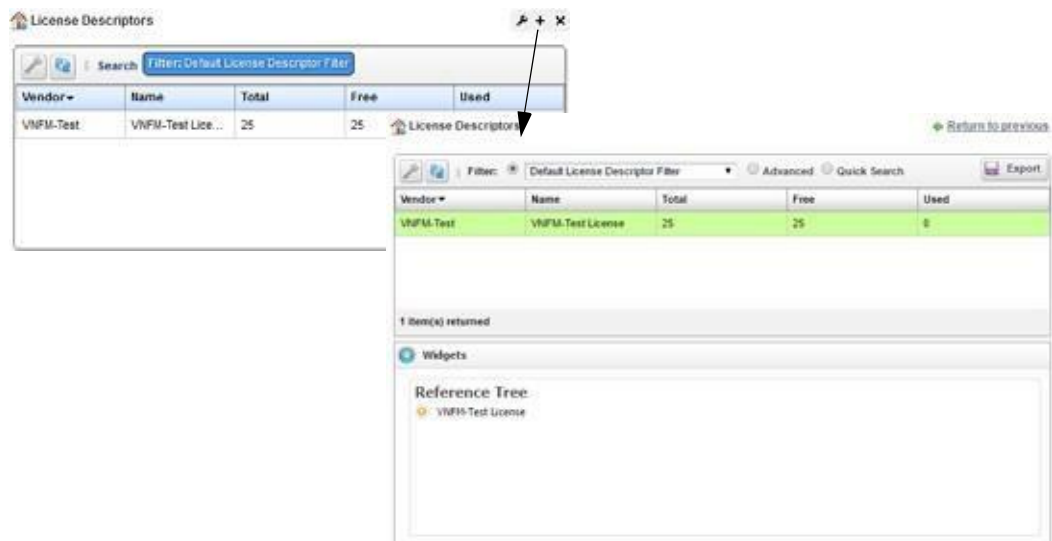 License Descriptors
Search Filter: Default License Descriptor Filter
Vendor Name Total Free Used
VNFM-Test VNFM-Test Lice... 25 25
License Descriptors Return to previous
Filter: Default License Descriptor Filter Advanced Quick Search Export
Vendor Name Total Free Used
VNFM-Test VNFM-Test License 25 25 0
1 item(s) returned
Widgets
Reference Tree
VNFM-Test License